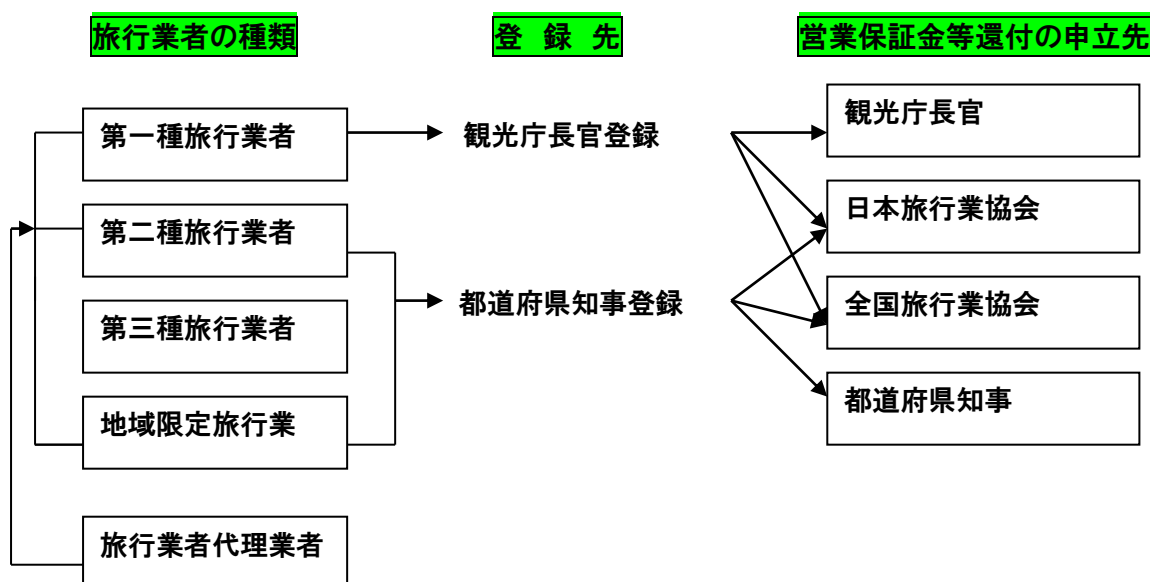 旅行業者の種類
登 録 先
営業保証金等還付の申立先
第一種旅行業者
観光庁長官登録
観光庁長官
第二種旅行業者
日本旅行業協会
第三種旅行業者
都道府県知事登録
全国旅行業協会
地域限定旅行業
都道府県知事
旅行業者代理業者